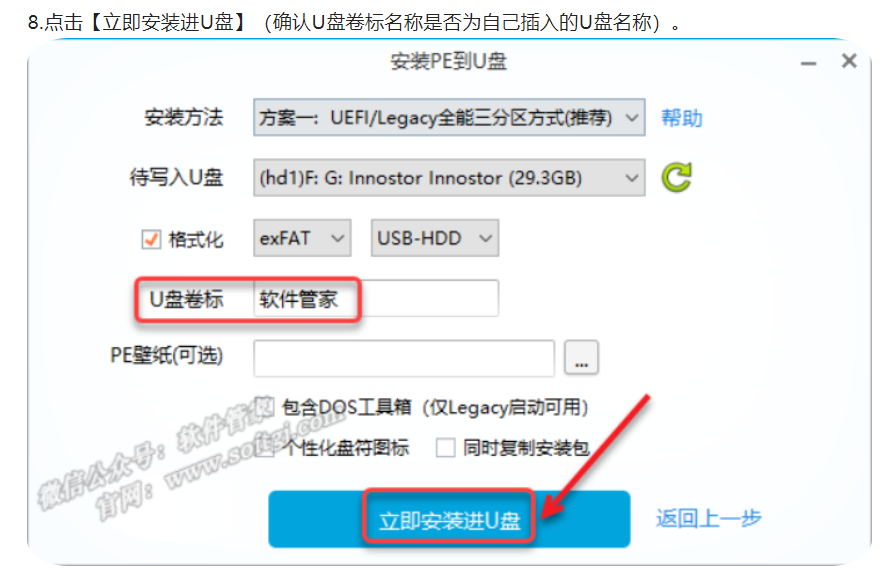 8.点击【立即安装进U盘】（确认U盘卷标名称是否为自己插入的U盘名称）。
安装PE到U盘
安装方法 方案一：UEFI/Legacy全能三分区方式(推荐) 帮助
待写入U盘 (hd1)F: G: Innostor Innostor (29.3GB)
格式化 exFAT USB-HDD
U盘卷标 软件管家
PE壁纸(可选) ...
包含DOS工具箱（仅Legacy启动可用）
个性化盘符图标 同时复制安装包
微信公众号：软件管家
官网：www.softgj.com
立即安装进U盘 返回上一步